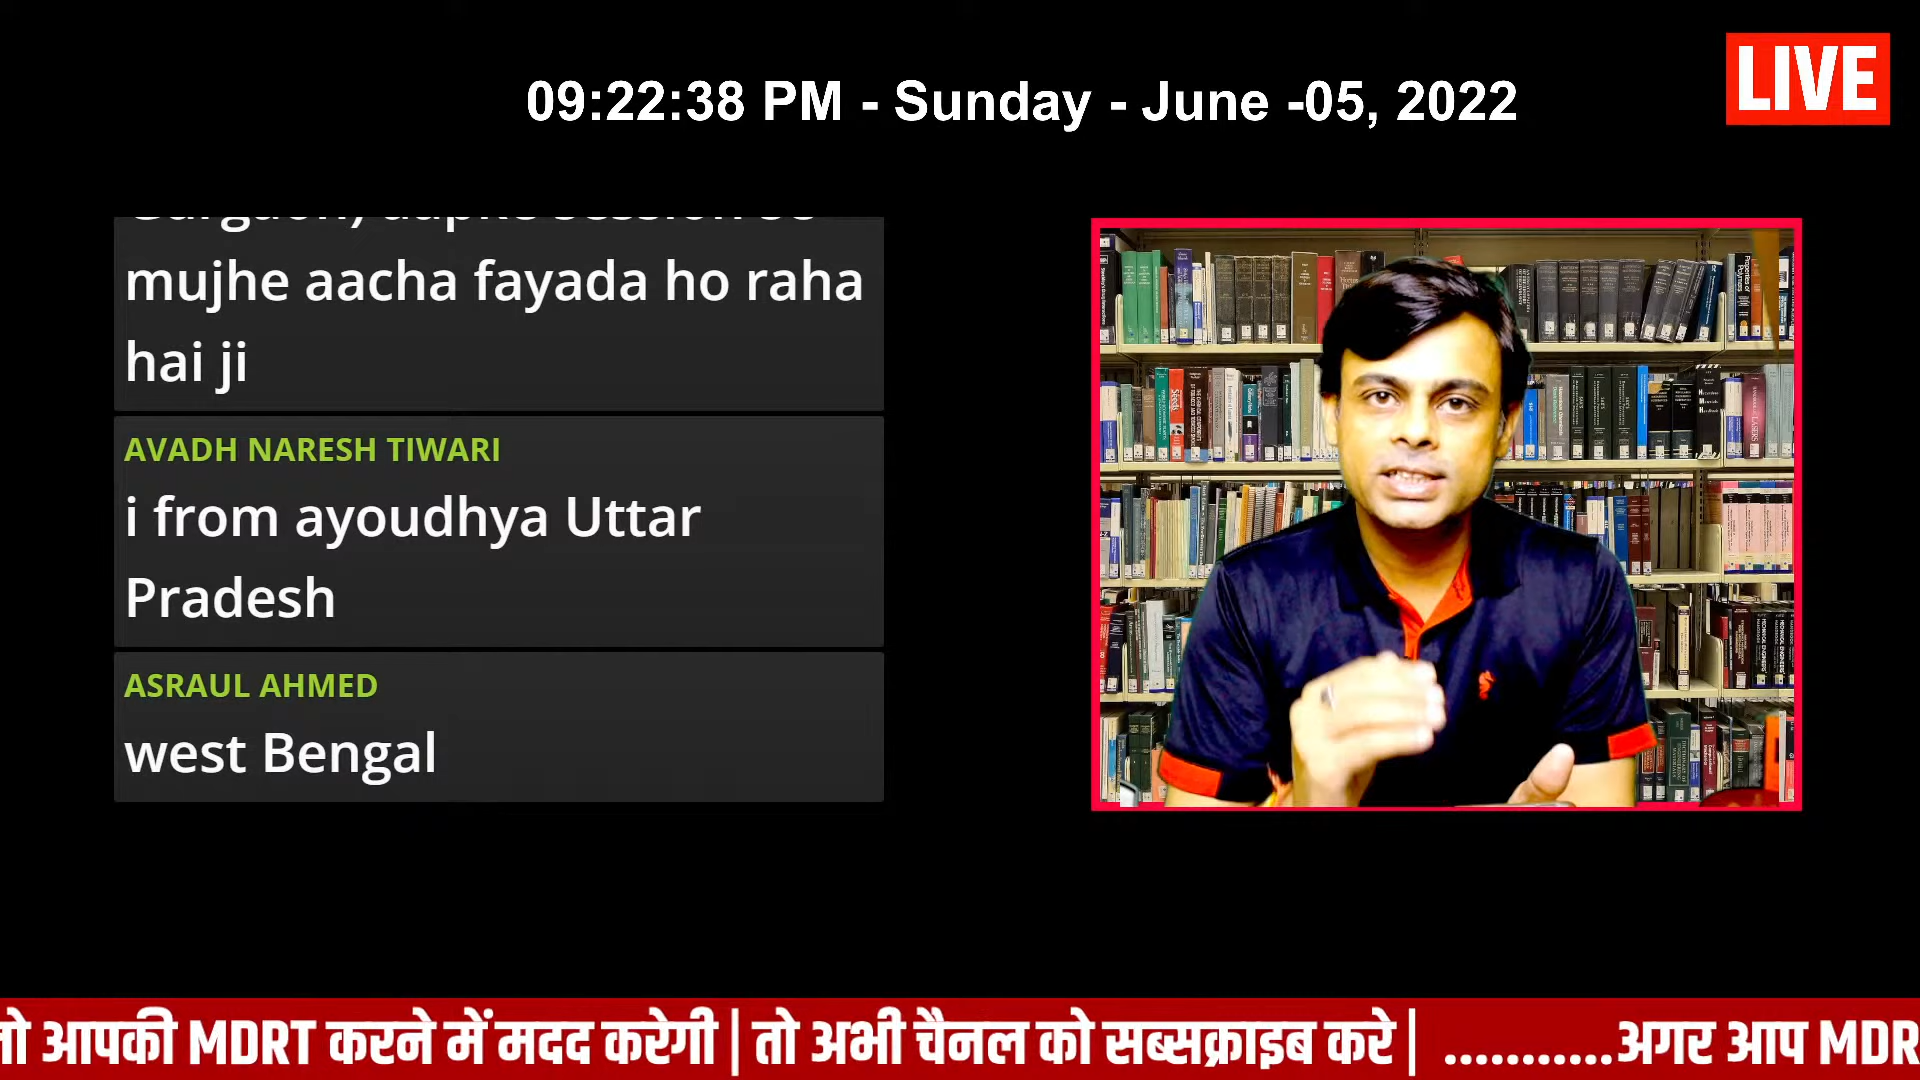 09:22:38 PM - Sunday - June -05, 2022
LIVE
mujhe aacha fayada ho raha
hai ji
AVADH NARESH TIWARI
i from ayoudhya Uttar
Pradesh
ASRAUL AHMED
west Bengal
आपकी MDRT करने में मदद करेगी | तो अभी चैनल को सब्सक्राइब करे | ...........अगर आप